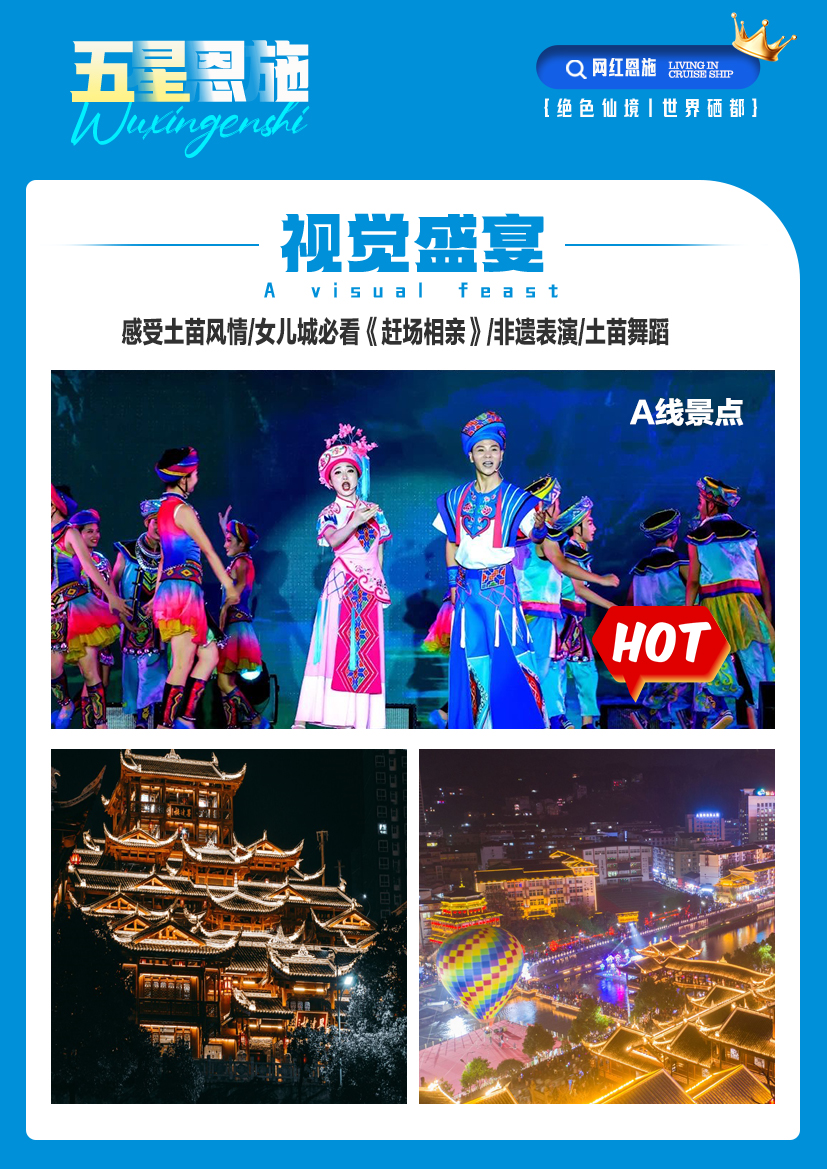 五星恩施
Wuxingenshi
网红恩施
LIVING IN
CRUISE SHIP
{绝色仙境|世界硒都}
视觉盛宴
A visual feast
感受土苗风情/女儿城必看《赶场相亲》/非遗表演/土苗舞蹈
A线景点
HOT